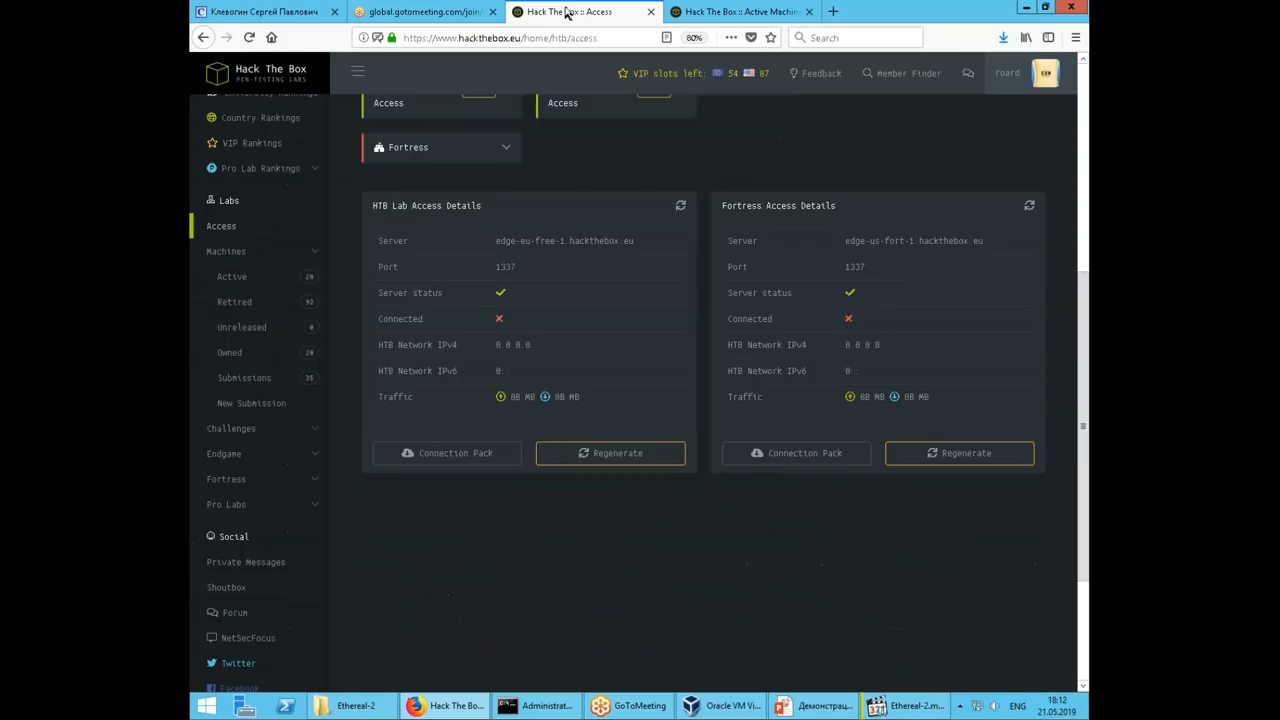 Клевогин Сергей Павлович
global.gotomeeting.com/join/
Hack The Box :: Access
Hack The Box :: Active Machin
https://www.hackthebox.eu/home/htb/access
80%
Search
Hack The Box
PEN-TESTING LABS
VIP slots left: 54 87
Feedback
Member Finder
roard
University Rankings
Country Rankings
VIP Rankings
Pro Lab Rankings
Labs
Access
Machines
Active 20
Retired 92
Unreleased 0
Owned 20
Submissions 35
New Submission
Challenges
Endgame
Fortress
Pro Labs
Social
Private Messages
Shoutbox
Forum
NetSecFocus
Twitter
Facebook
Access
Access
Fortress
HTB Lab Access Details
Server edge-eu-free-1.hackthebox.eu
Port 1337
Server status
Connected
HTB Network IPv4 0.0.0.0
HTB Network IPv6 0::
Traffic 0B MB 0B MB
Connection Pack
Regenerate
Fortress Access Details
Server edge-us-fort-1.hackthebox.eu
Port 1337
Server status
Connected
HTB Network IPv4 0.0.0.0
HTB Network IPv6 0::
Traffic 0B MB 0B MB
Connection Pack
Regenerate
Ethereal-2
Hack The Bo...
Administrat...
GoToMeeting
Oracle VM Vi...
Демонстрац...
Ethereal-2.m...
ENG
18:12
21.05.2019